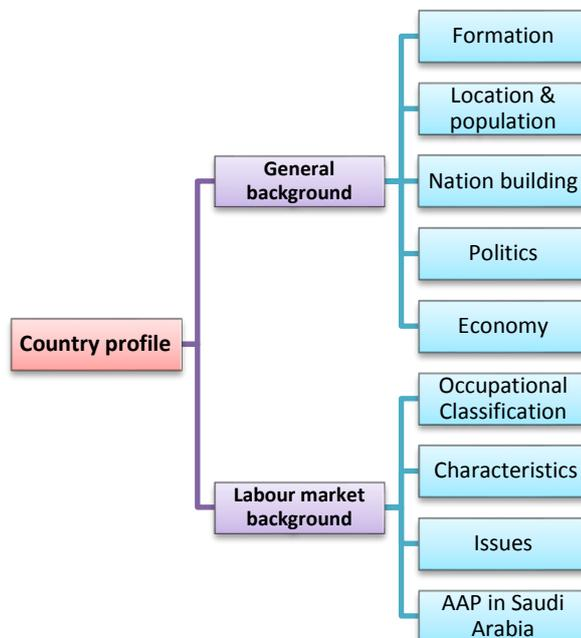 Formation
Location &
population
General
background
Nation building
Politics
Economy
Country profile
Occupational
Classification
Characteristics
Labour market
background
Issues
AAP in Saudi
Arabia